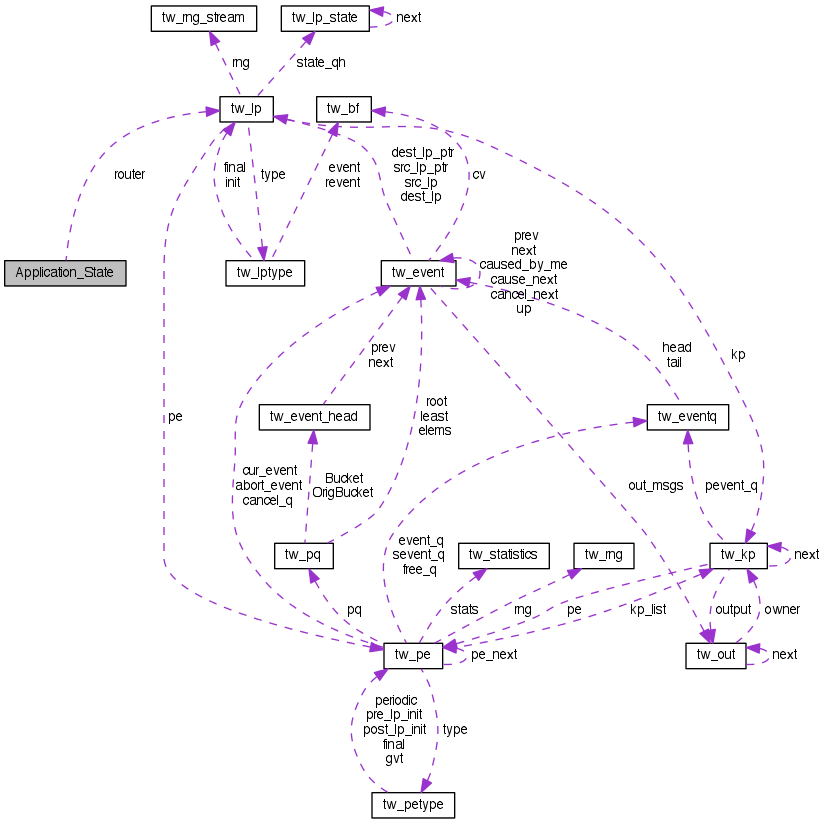 tw_rng_stream
tw_lp_state
next
rng
state_qh
tw_lp
tw_bf
router
final
init
type
event
revent
dest_lp_ptr
src_lp_ptr
src_lp
dest_lp
cv
Application_State
tw_lptype
tw_event
prev
next
caused_by_me
cause_next
cancel_next
up
kp
prev
next
head
tail
pe
tw_event_head
root
least
elems
tw_eventq
cur_event
abort_event
cancel_q
Bucket
OrigBucket
out_msgs
pevent_q
tw_pq
event_q
sevent_q
free_q
tw_statistics
tw_rng
tw_kp
next
pq
stats
rng
pe
kp_list
output
owner
tw_pe
pe_next
tw_out
next
periodic
pre_lp_init
post_lp_init
final
gvt
type
tw_petype